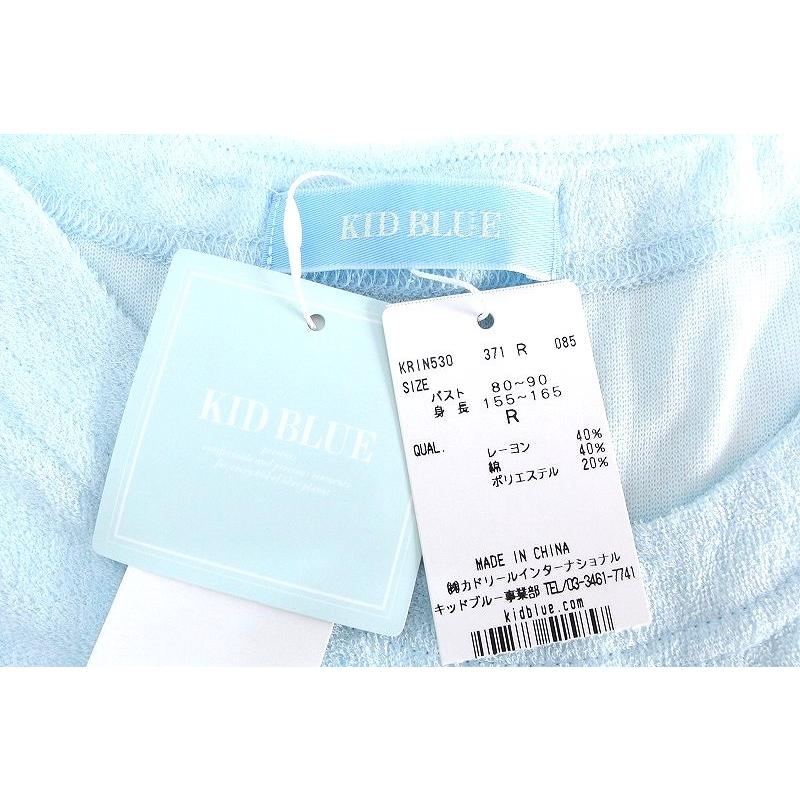 KID BLUE
KID BLUE
KRIN530 371 R 085
SIZE
バスト 80~90
身長 155~165
R
QUAL. レーヨン 40%
綿 40%
ポリエステル 20%
MADE IN CHINA
㈱カドリールインターナショナル
キッドブルー事業部 TEL/03-3461-7741
kidblue.com